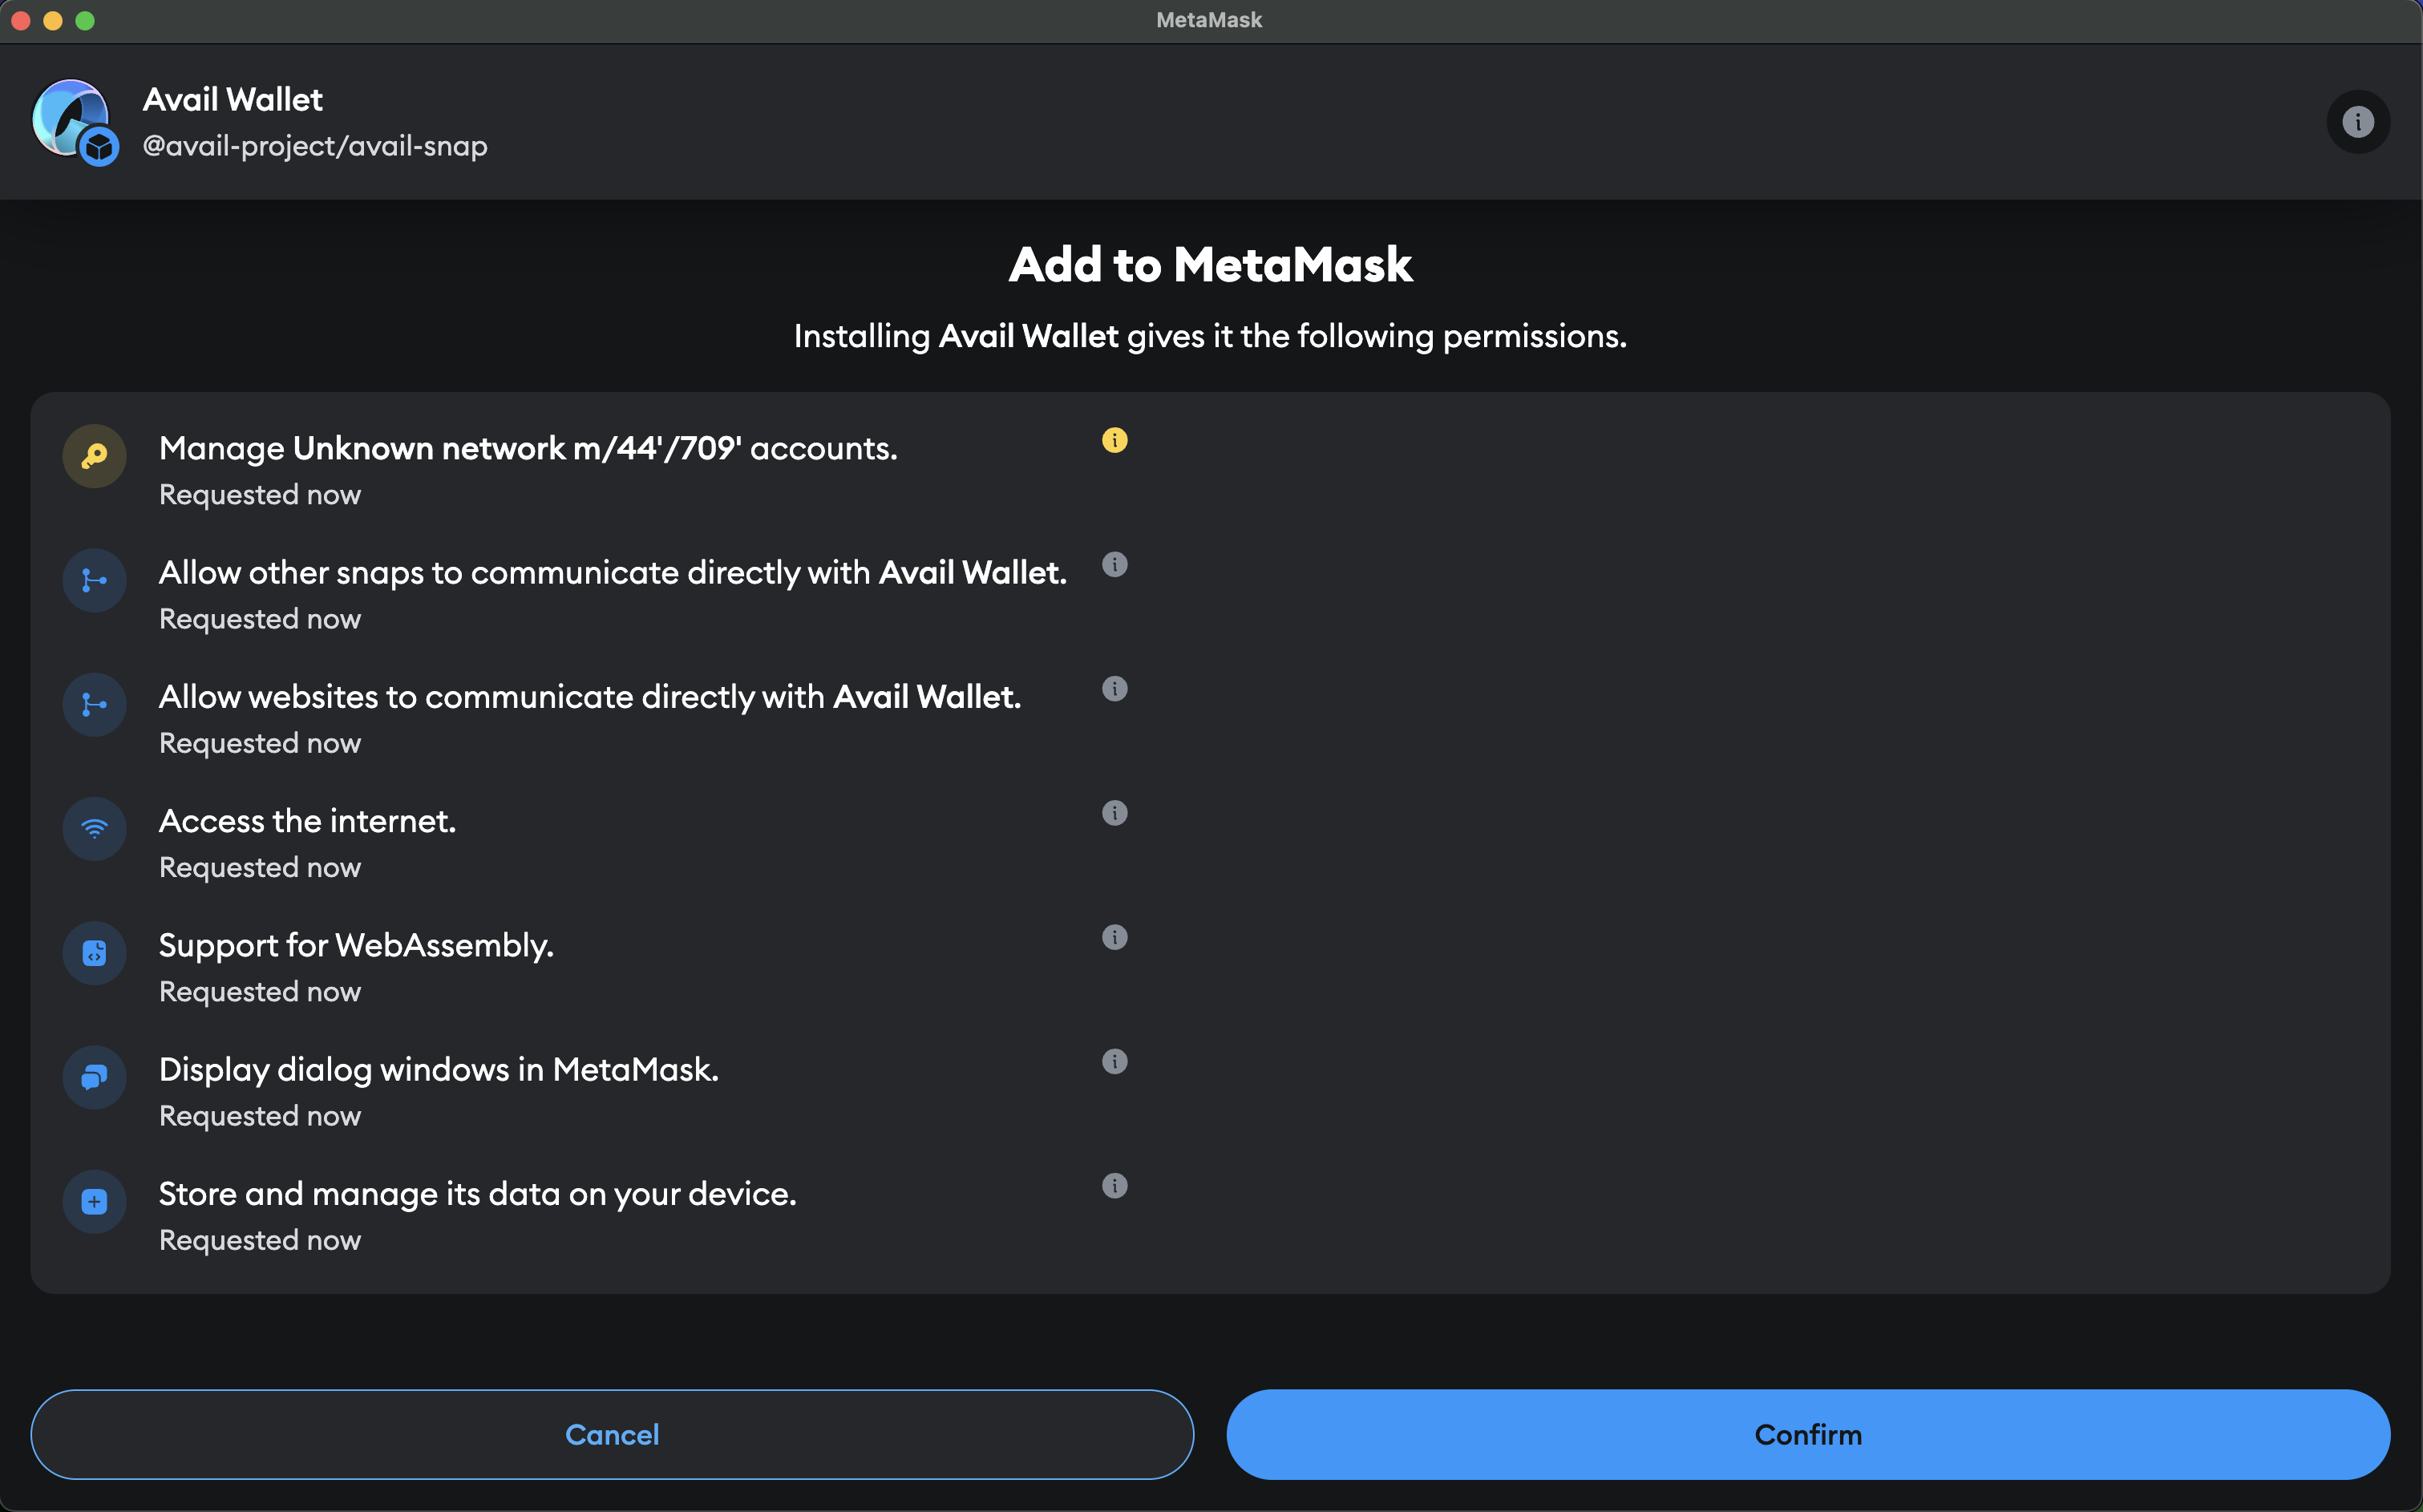 MetaMask
Avail Wallet
@avail-project/avail-snap
Add to MetaMask
Installing Avail Wallet gives it the following permissions.
Manage Unknown network m/44'/709' accounts.
Requested now
Allow other snaps to communicate directly with Avail Wallet.
Requested now
Allow websites to communicate directly with Avail Wallet.
Requested now
Access the internet.
Requested now
Support for WebAssembly.
Requested now
Display dialog windows in MetaMask.
Requested now
Store and manage its data on your device.
Requested now
Cancel
Confirm